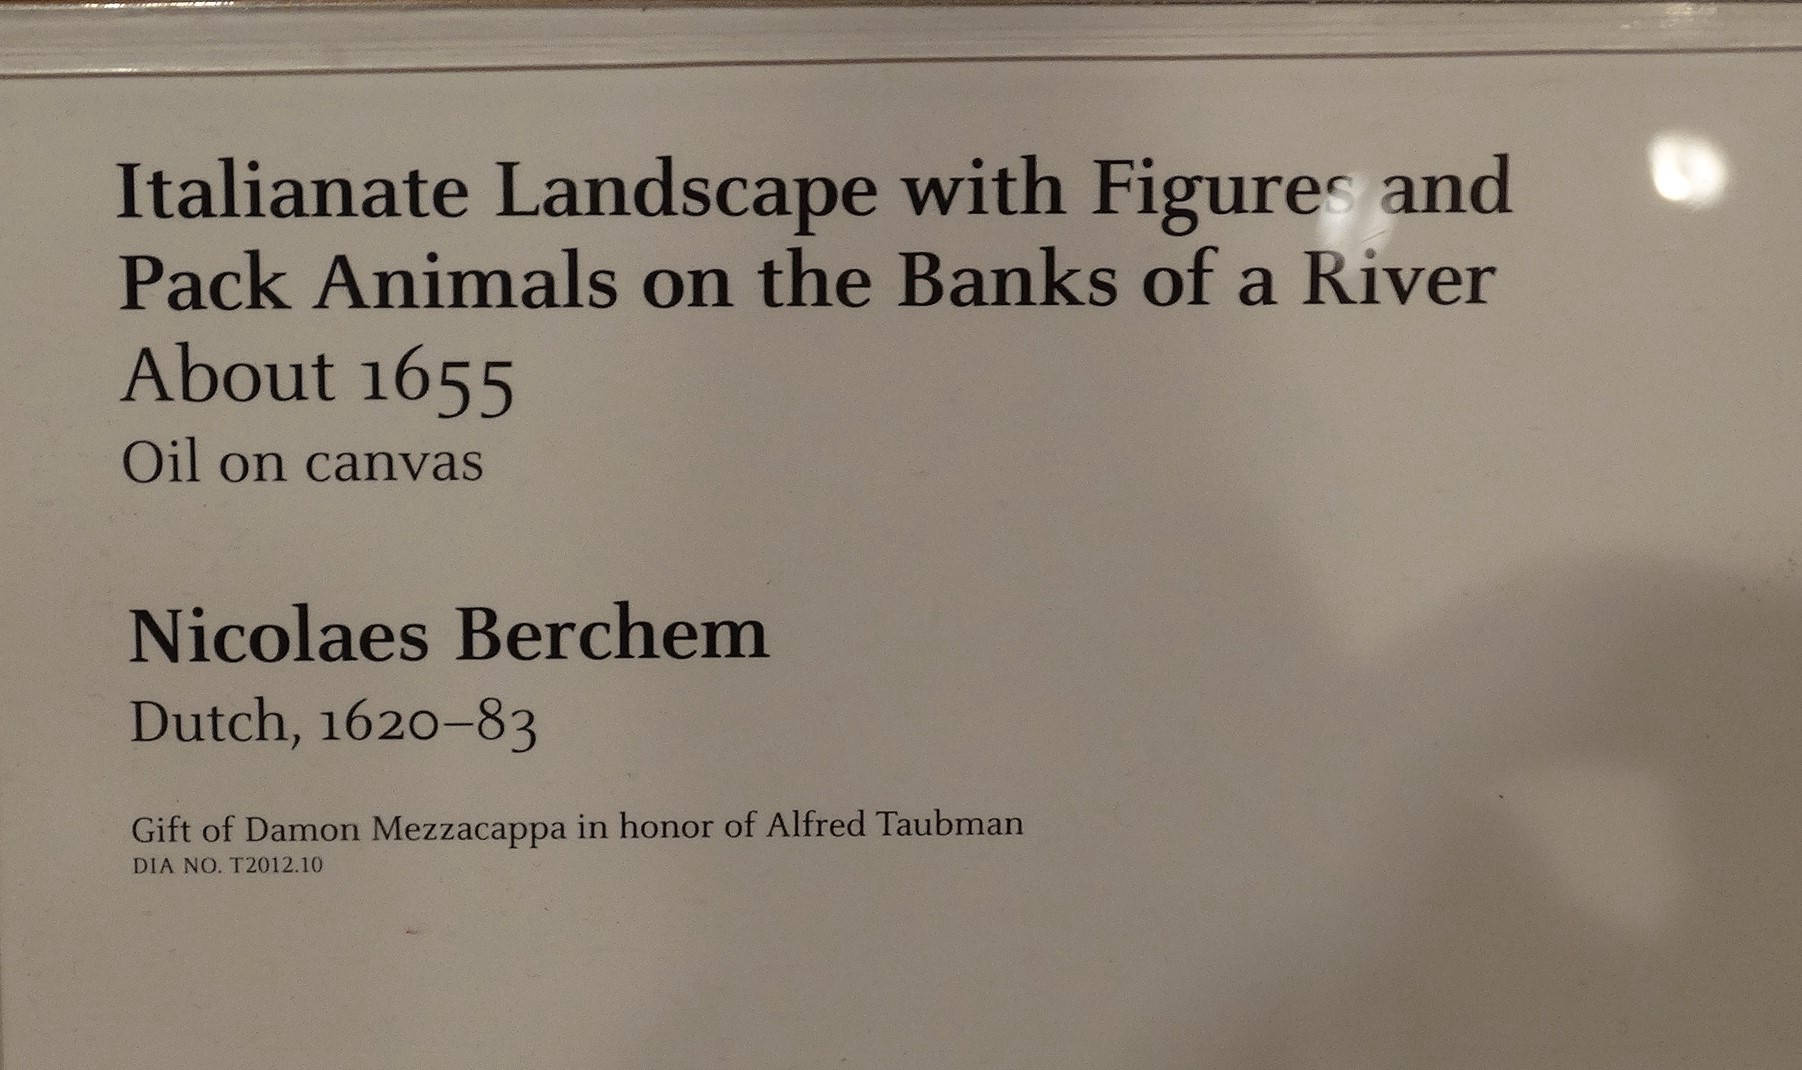 Italianate Landscape with Figures and
Pack Animals on the Banks of a River
About 1655
Oil on canvas
Nicolaes Berchem
Dutch, 1620–83
Gift of Damon Mezzacappa in honor of Alfred Taubman
DIA NO. T2012.10